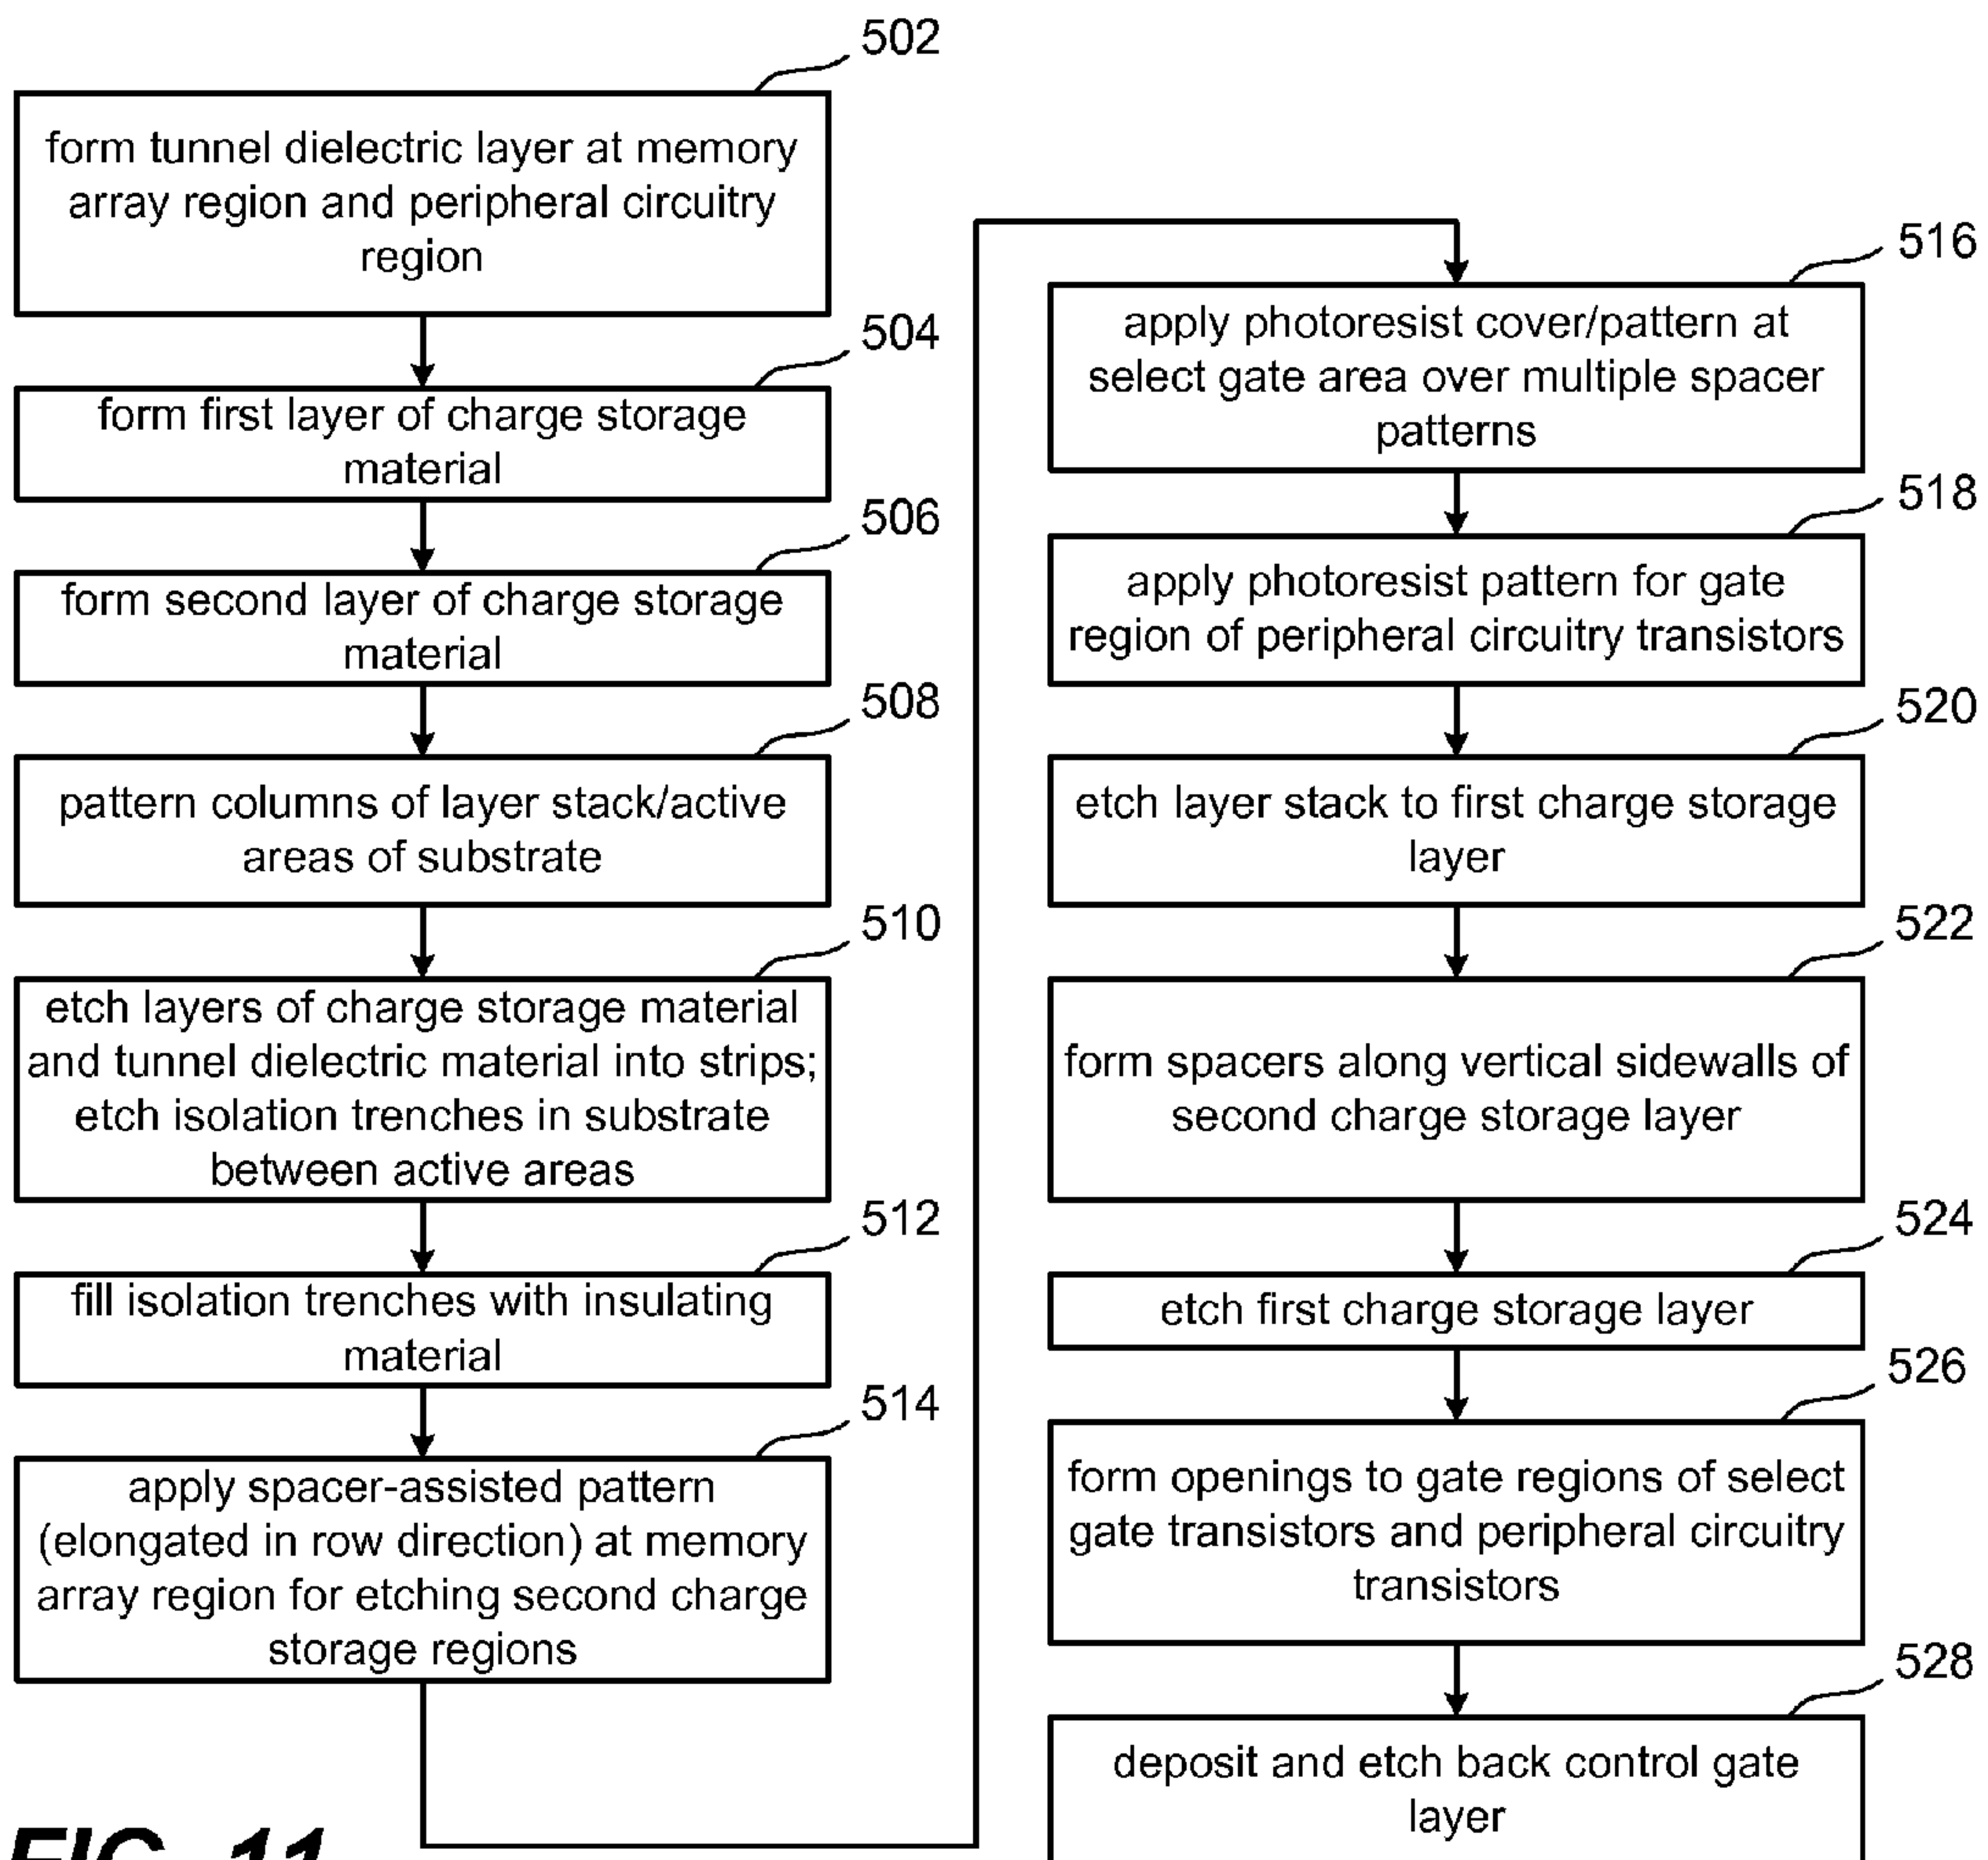 502
form tunnel dielectric layer at memory
array region and peripheral circuitry
region
504
form first layer of charge storage
material
506
form second layer of charge storage
material
508
pattern columns of layer stack/active
areas of substrate
510
etch layers of charge storage material
and tunnel dielectric material into strips;
etch isolation trenches in substrate
between active areas
512
fill isolation trenches with insulating
material
514
apply spacer-assisted pattern
(elongated in row direction) at memory
array region for etching second charge
storage regions
516
apply photoresist cover/pattern at
select gate area over multiple spacer
patterns
518
apply photoresist pattern for gate
region of peripheral circuitry transistors
520
etch layer stack to first charge storage
layer
522
form spacers along vertical sidewalls of
second charge storage layer
524
etch first charge storage layer
526
form openings to gate regions of select
gate transistors and peripheral circuitry
transistors
528
deposit and etch back control gate
layer
FIG. 11